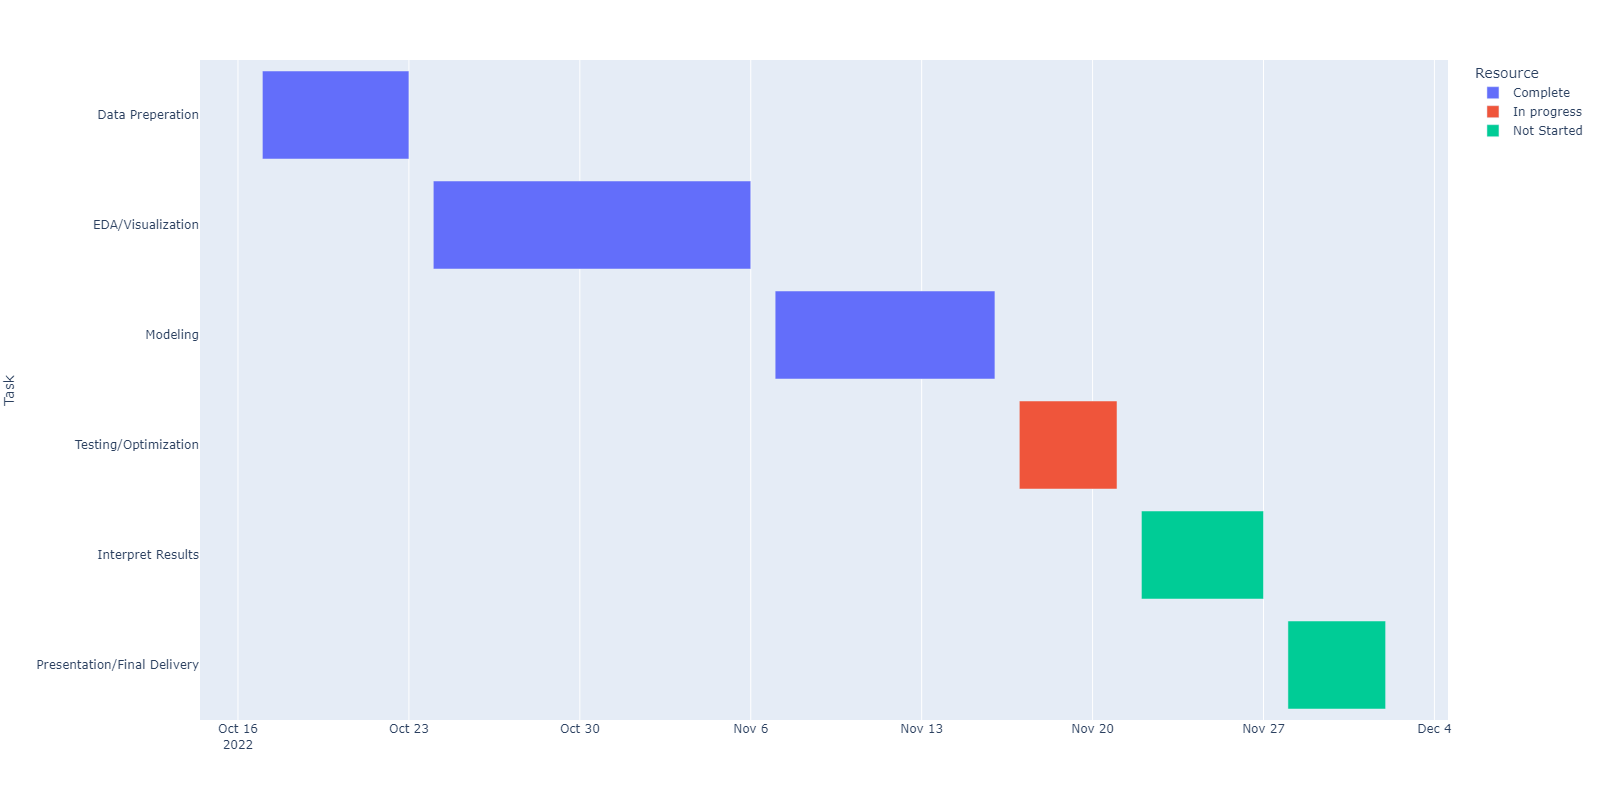 Resource
Complete
In progress
Not Started
Data Preperation
EDA/Visualization
Modeling
Task
Testing/Optimization
Interpret Results
Presentation/Final Delivery
Oct 16 Oct 23 Oct 30 Nov 6 Nov 13 Nov 20 Nov 27 Dec 4
2022